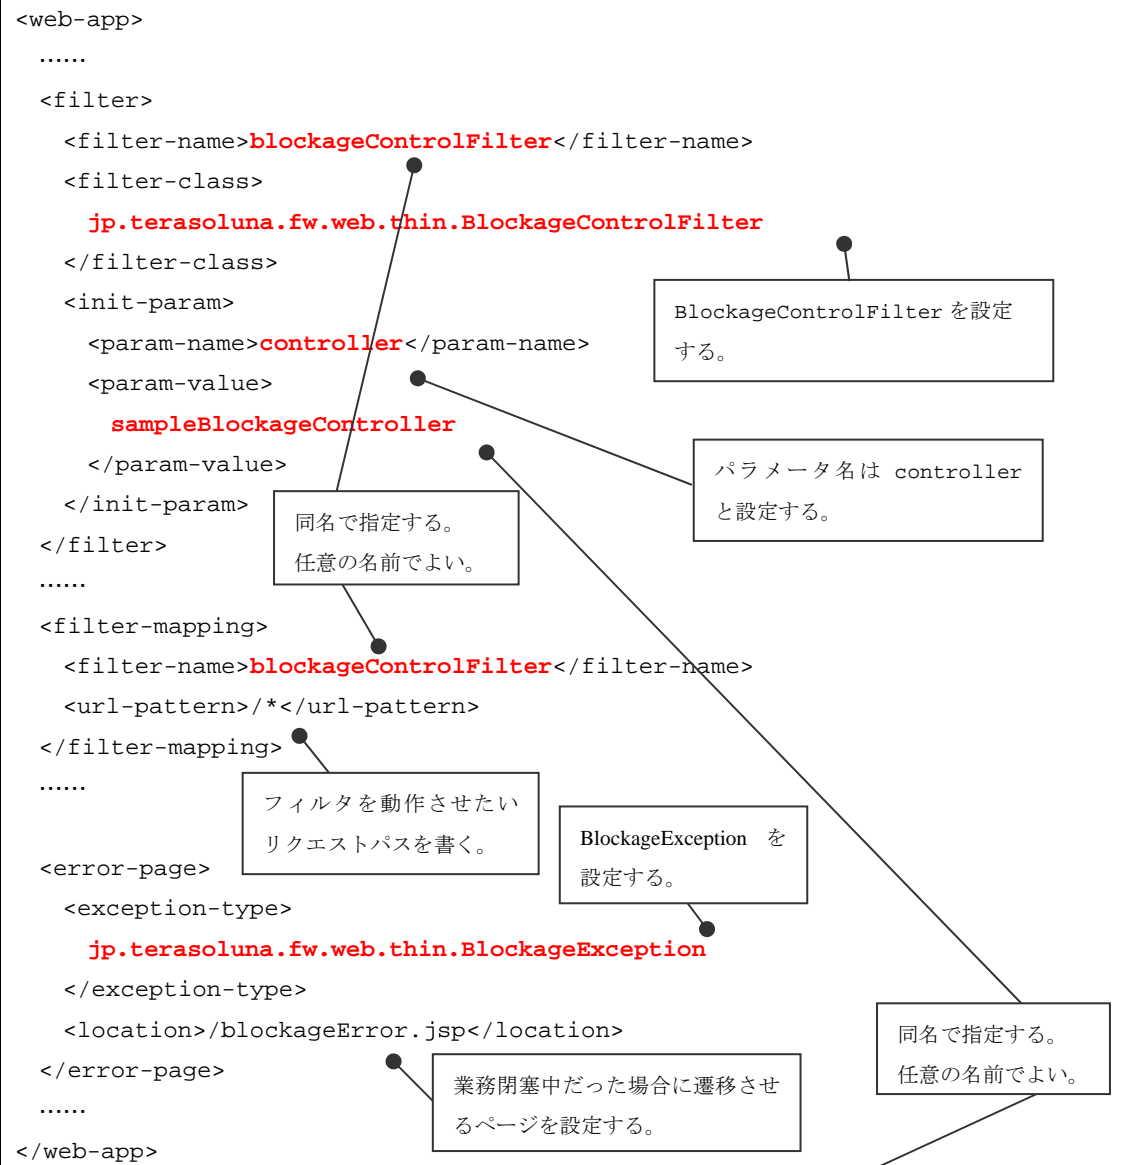 <web-app>
……
<filter>
<filter-name>blockageControlFilter</filter-name>
<filter-class>
jp.terasoluna.fw.web.thin.BlockageControlFilter
</filter-class>
<init-param>
<param-name>controller</param-name>
<param-value>
sampleBlockageController
</param-value>
</init-param>
</filter>
……
<filter-mapping>
<filter-name>blockageControlFilter</filter-name>
<url-pattern>/*</url-pattern>
</filter-mapping>
……
<error-page>
<exception-type>
jp.terasoluna.fw.web.thin.BlockageException
</exception-type>
<location>/blockageError.jsp</location>
</error-page>
……
</web-app>
BlockageControlFilter を設定
する。
パラメータ名は controller
と設定する。
同名で指定する。
任意の名前でよい。
フィルタを動作させたい
リクエストパスを書く。
BlockageException を
設定する。
同名で指定する。
任意の名前でよい。
業務閉塞中だった場合に遷移させ
るページを設定する。